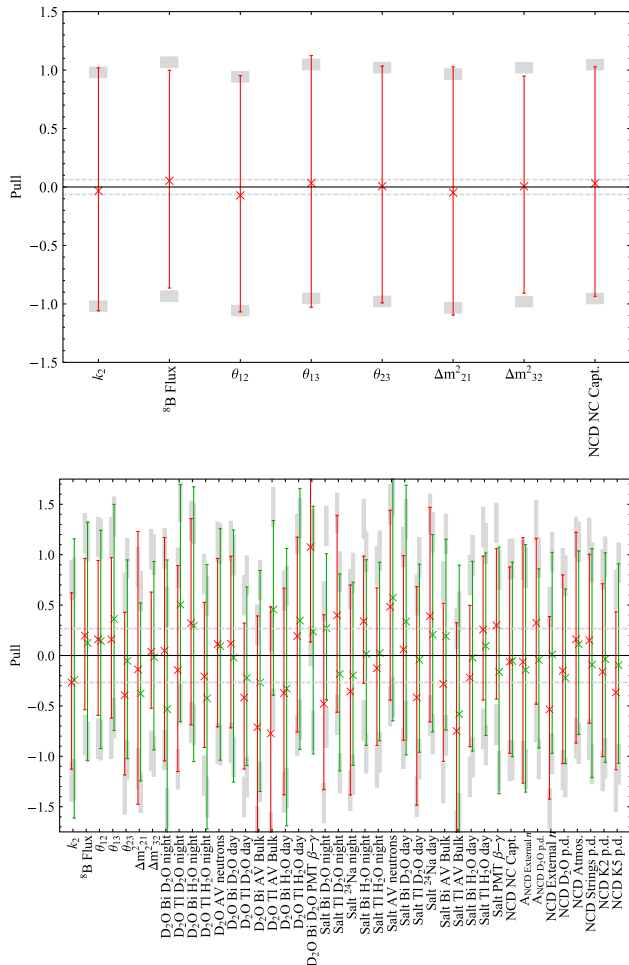 1.5
1.0
0.5
0.0
−0.5
−1.0
−1.5
Pull
k₂
⁸B Flux
θ₁₂
θ₁₃
θ₂₃
Δm²₂₁
Δm²₃₂
NCD NC Capt.
1.5
1.0
0.5
0.0
−0.5
−1.0
−1.5
Pull
k₂
⁸B Flux
θ₁₂
θ₁₃
θ₂₃
Δm²₂₁
Δm²₃₂
D₂O Bi D₂O night
D₂O Tl D₂O night
D₂O Bi H₂O night
D₂O Tl H₂O night
D₂O AV neutrons
D₂O Bi D₂O day
D₂O Tl D₂O day
D₂O Bi AV Bulk
D₂O Tl AV Bulk
D₂O Bi H₂O day
D₂O Tl H₂O day
D₂O Bi D₂O PMT β−γ
Salt Bi D₂O night
Salt Tl D₂O night
Salt ²⁴Na night
Salt Bi H₂O night
Salt Tl H₂O night
Salt AV neutrons
Salt Bi D₂O day
Salt Tl D₂O day
Salt ²⁴Na day
Salt Bi AV Bulk
Salt Tl AV Bulk
Salt Bi H₂O day
Salt Tl H₂O day
Salt PMT β−γ
NCD NC Capt.
A_NCD External n
A_NCD D₂O p.d.
NCD External n
NCD D₂O p.d.
NCD Atmos.
NCD Strings p.d.
NCD K2 p.d.
NCD K5 p.d.